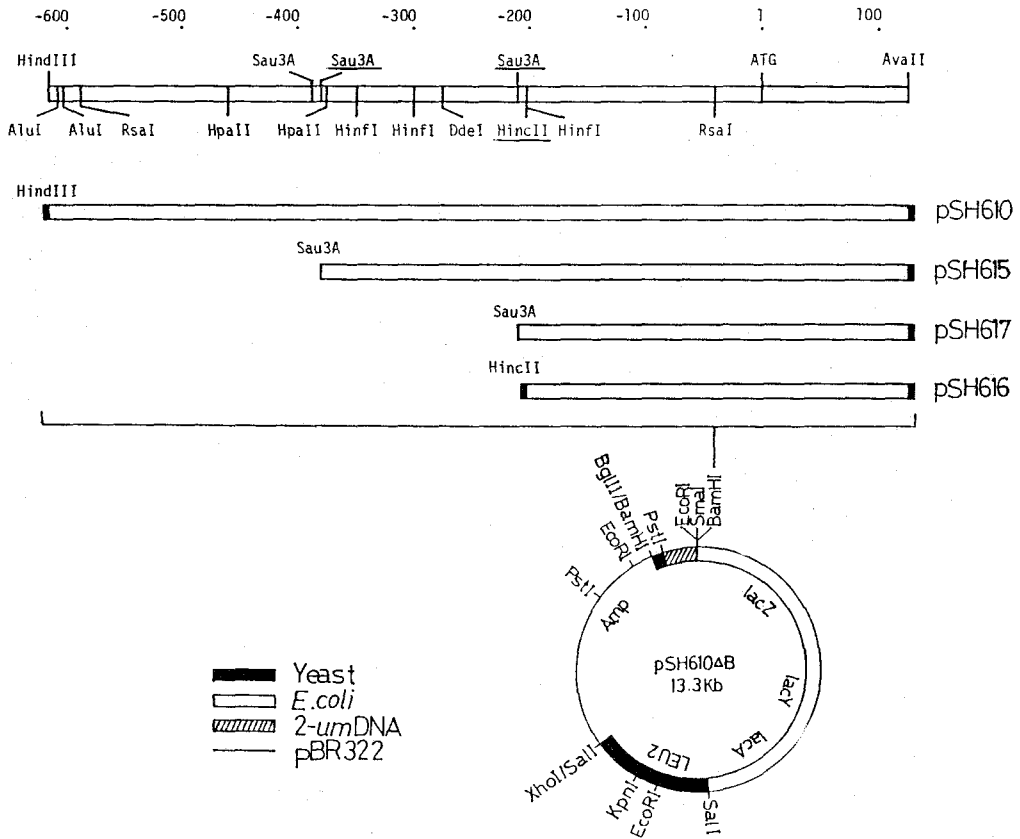 -600 -500 -400 -300 -200 -100 1 100
HindIII Sau3A Sau3A Sau3A ATG AvaII
AluI AluI RsaI HpaII HpaII HinfI HinfI DdeI HincII HinfI RsaI
HindIII
pSH610
Sau3A
pSH615
Sau3A
pSH617
HincII
pSH616
EcoRI
SmaI
BamHI
PstI
BglII/BamHI
EcoRI
PstI
Amp
lacZ
pSH610ΔB
13.3Kb
lacY
lacA
LEU2
XhoI/SalI
KpnI
EcoRI
SalI
Yeast
E.coli
2-umDNA
pBR322